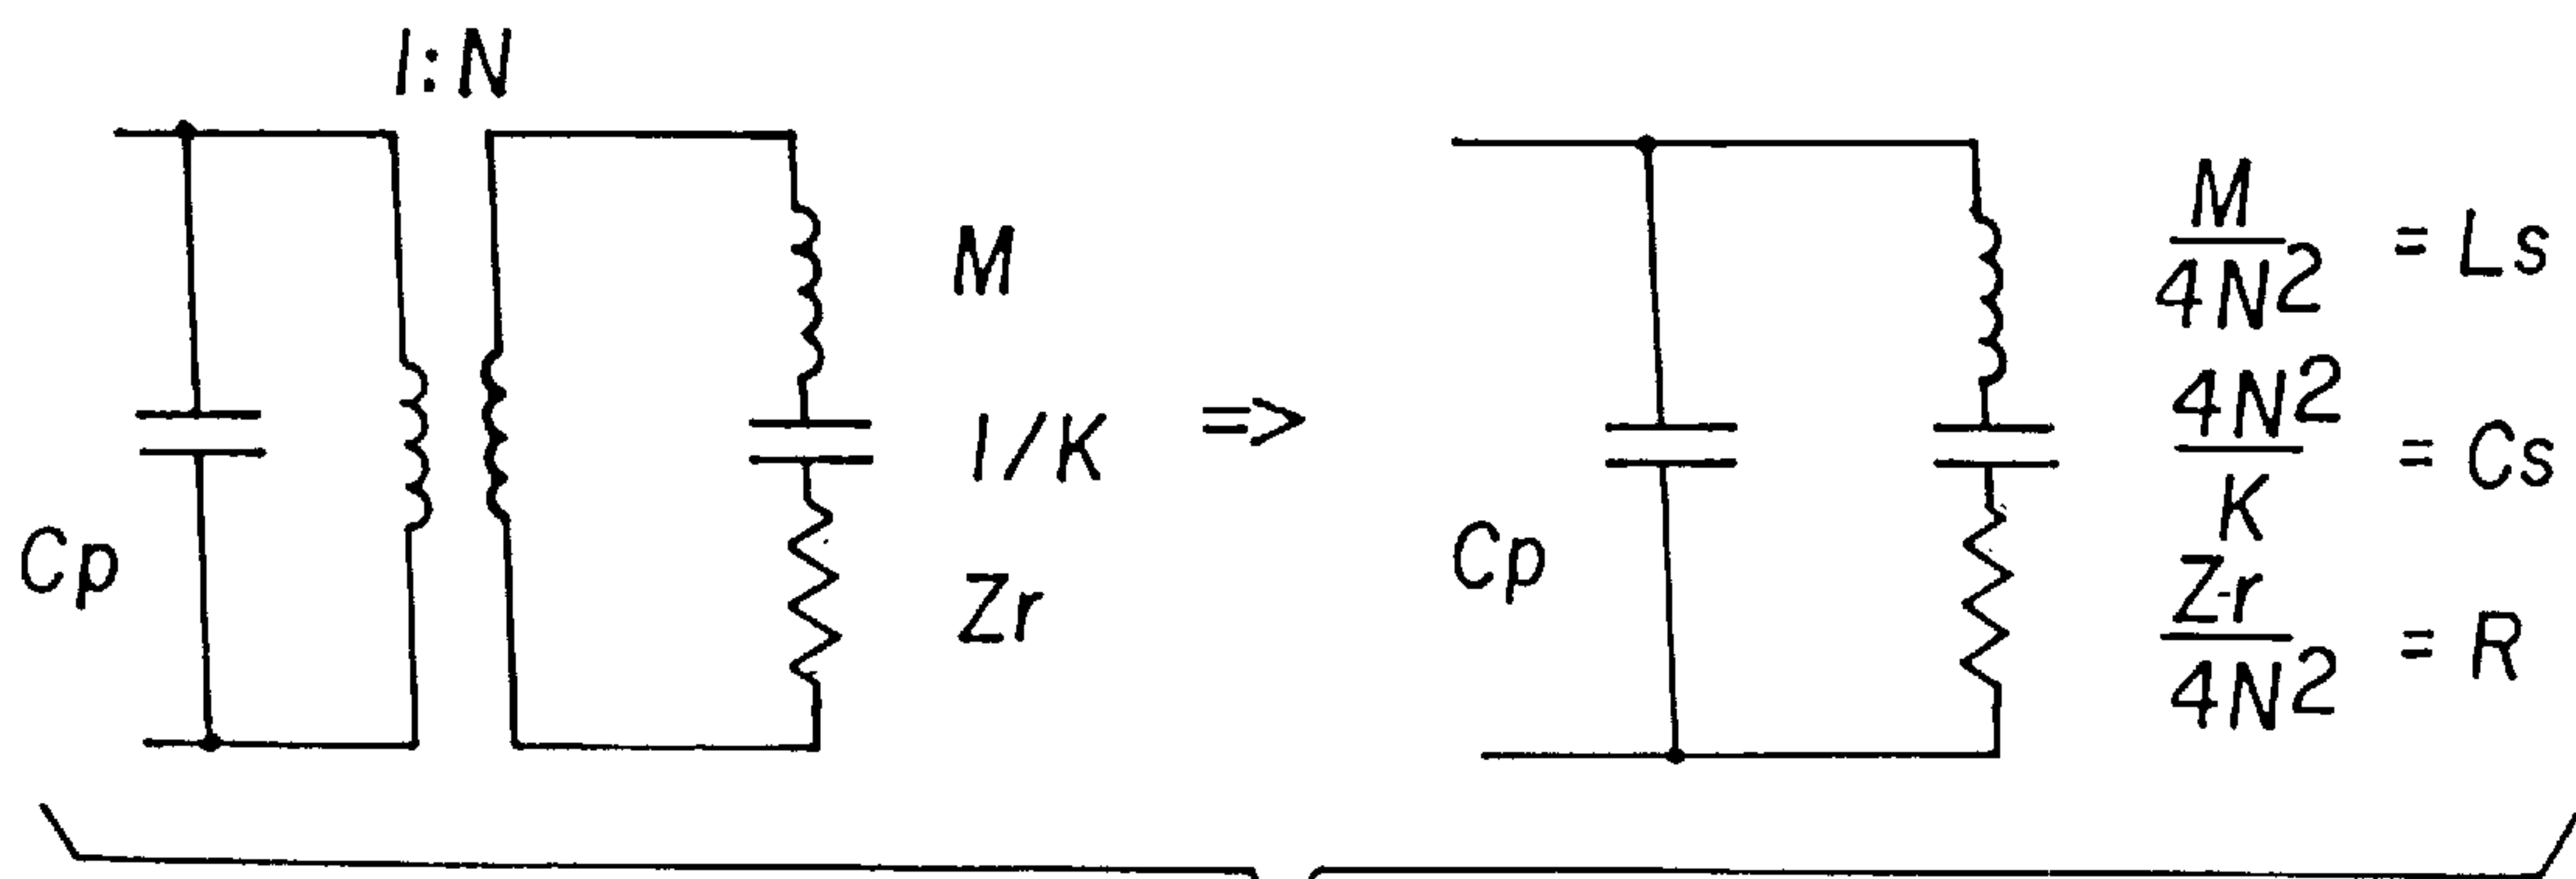 1:N
Cp
M
1/K
Zr
=>
Cp
M/4N2 = Ls
4N2/K = Cs
Zr/4N2 = R